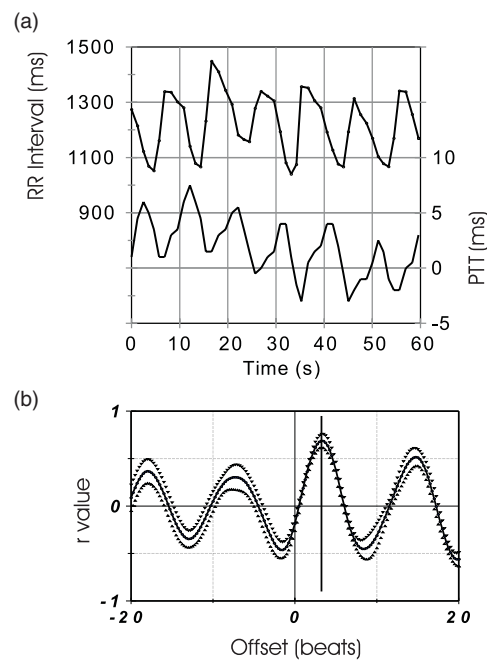 (a)
1500
1300
1100
900
RR Interval (ms)
10
5
0
-5
PTT (ms)
0 10 20 30 40 50 60
Time (s)
(b)
1
0
-1
r value
-20 0 20
Offset (beats)